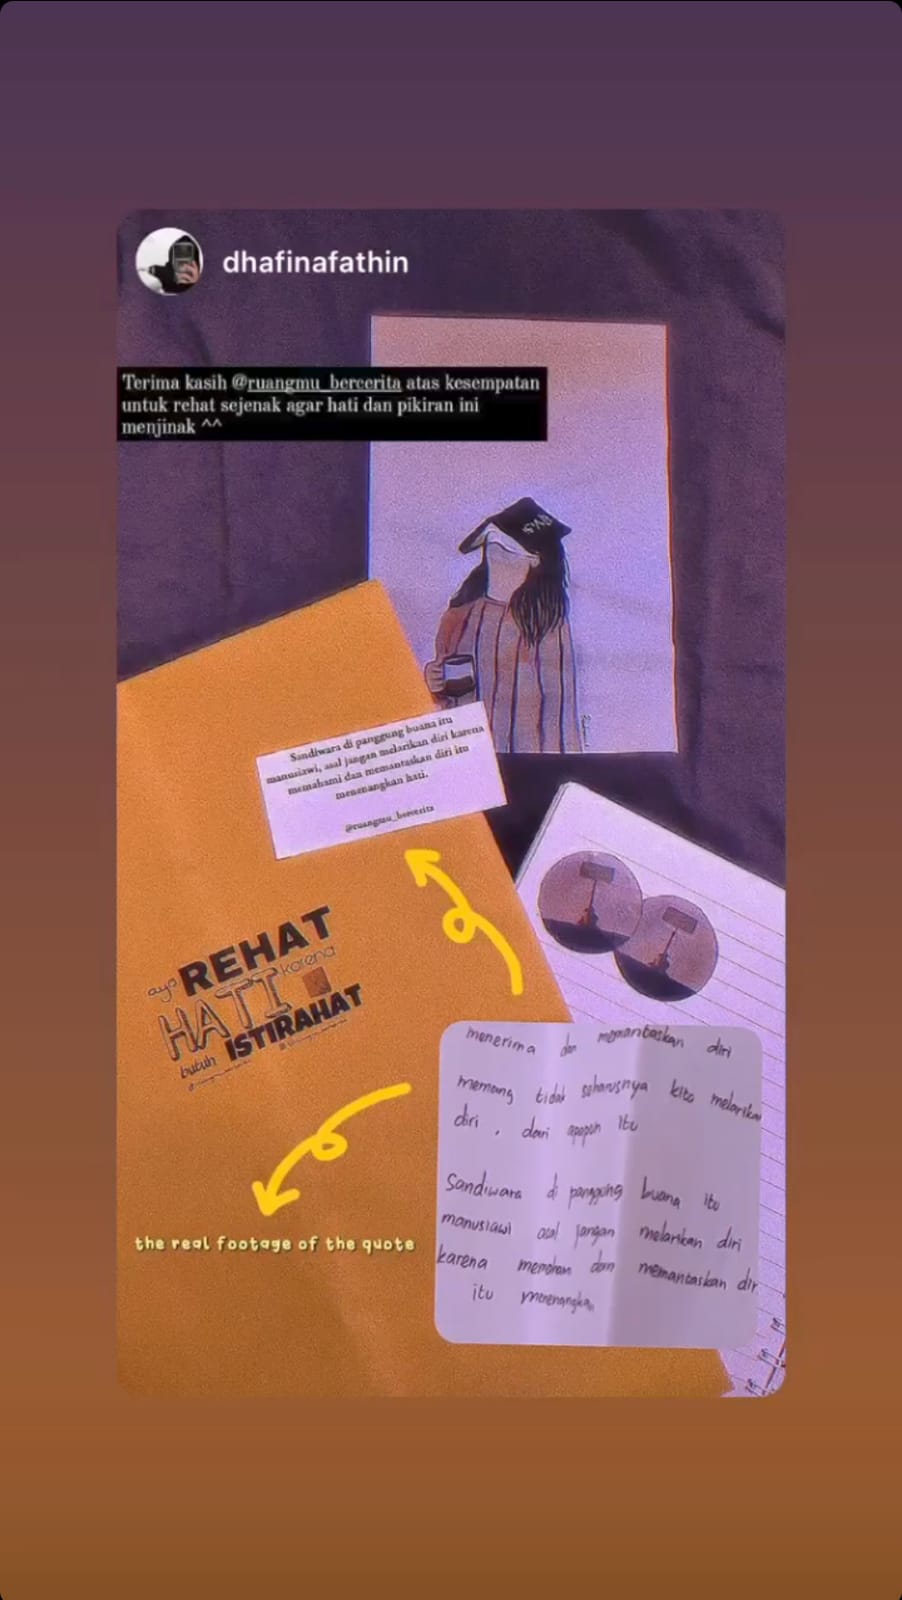 dhafinafathin
Terima kasih @ruangmu_bercerita atas kesempatan
untuk rehat sejenak agar hati dan pikiran ini
menjinak ^^
SWB
Sandiwara di panggung buana itu
manusiawi, asal jangan melarikan diri karena
memahami dan memantaskan diri itu
menenangkan hati.
@ruangmu_bercerita
ayo REHAT
HATI karena
butuh ISTIRAHAT
menerima dan memantaskan diri
memang tidak seharusnya kita melarikan
diri, dari apapun itu
Sandiwara di panggung buana itu
manusiawi asal jangan melarikan diri
karena dan memantaskan dir
itu menenangkan
the real footage of the quote